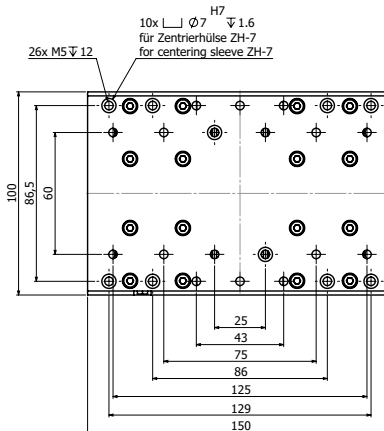 H7
10x ⌴ Ø7 ↧1.6
für Zentrierhülse ZH-7
for centering sleeve ZH-7
26x M5↧12
100
86,5
60
25
43
75
86
125
129
150